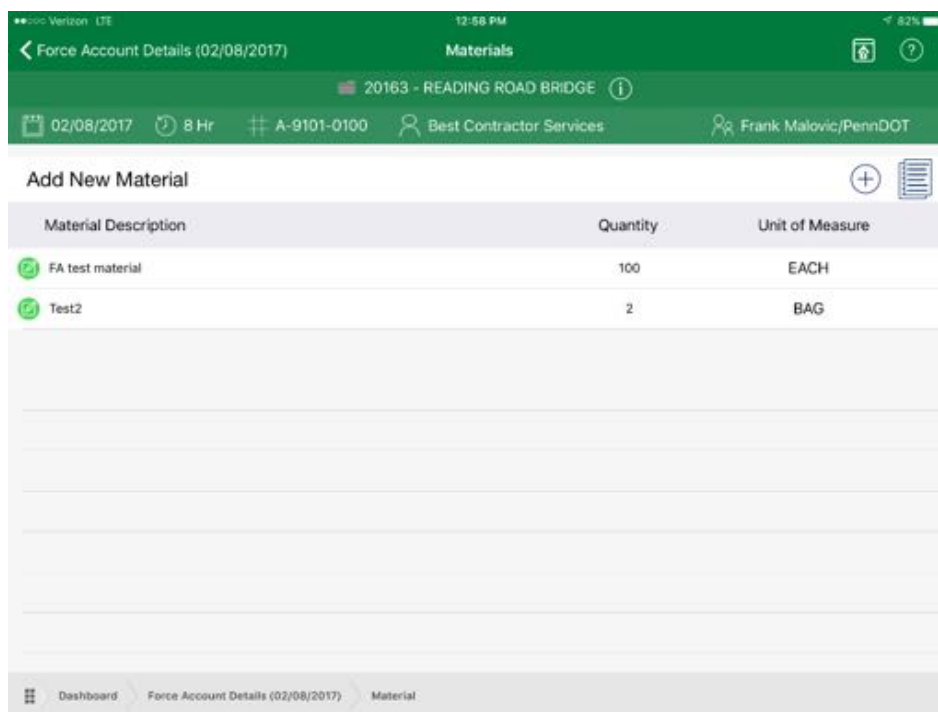 Verizon LTE 12:58 PM 82%
Force Account Details (02/08/2017) Materials ?
20163 - READING ROAD BRIDGE i
02/08/2017 8 Hr A-9101-0100 Best Contractor Services Frank Malovic/PennDOT
Add New Material
Material Description Quantity Unit of Measure
FA test material 100 EACH
Test2 2 BAG
Dashboard Force Account Details (02/08/2017) Material